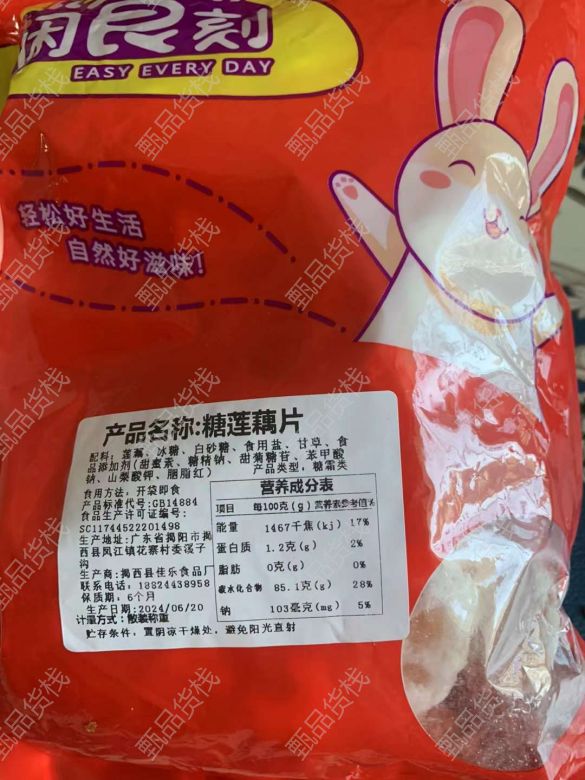 闲食刻
EASY EVERY DAY
轻松好生活
自然好滋味!
产品名称:糖莲藕片
配料: 莲藕、冰糖、白砂糖、食用盐、甘草、食
品添加剂(甜蜜素、糖精钠、甜菊糖苷、苯甲酸
钠、山梨酸钾、胭脂红) 产品类型: 糖霜类
食用方法: 开袋即食
产品标准代号:GB14884
食品生产许可证编号:
SC11744522201498
生产地址:广东省揭阳市揭
西县凤江镇花寨村委溪子
沟
生产商:揭西县佳乐食品厂
联系电话: 18824438958
保质期: 6个月
生产日期:2024/06/20
计量方式: 散装称重
贮存条件: 置阴凉干燥处, 避免阳光直射
营养成分表
项目 每100克(g) 营养素参考值%
能量 1467千焦(kj) 17%
蛋白质 1.2克(g) 2%
脂肪 0克(g) 0%
碳水化合物 85.1克(g) 28%
钠 103毫克(mg) 5%
甄品货栈